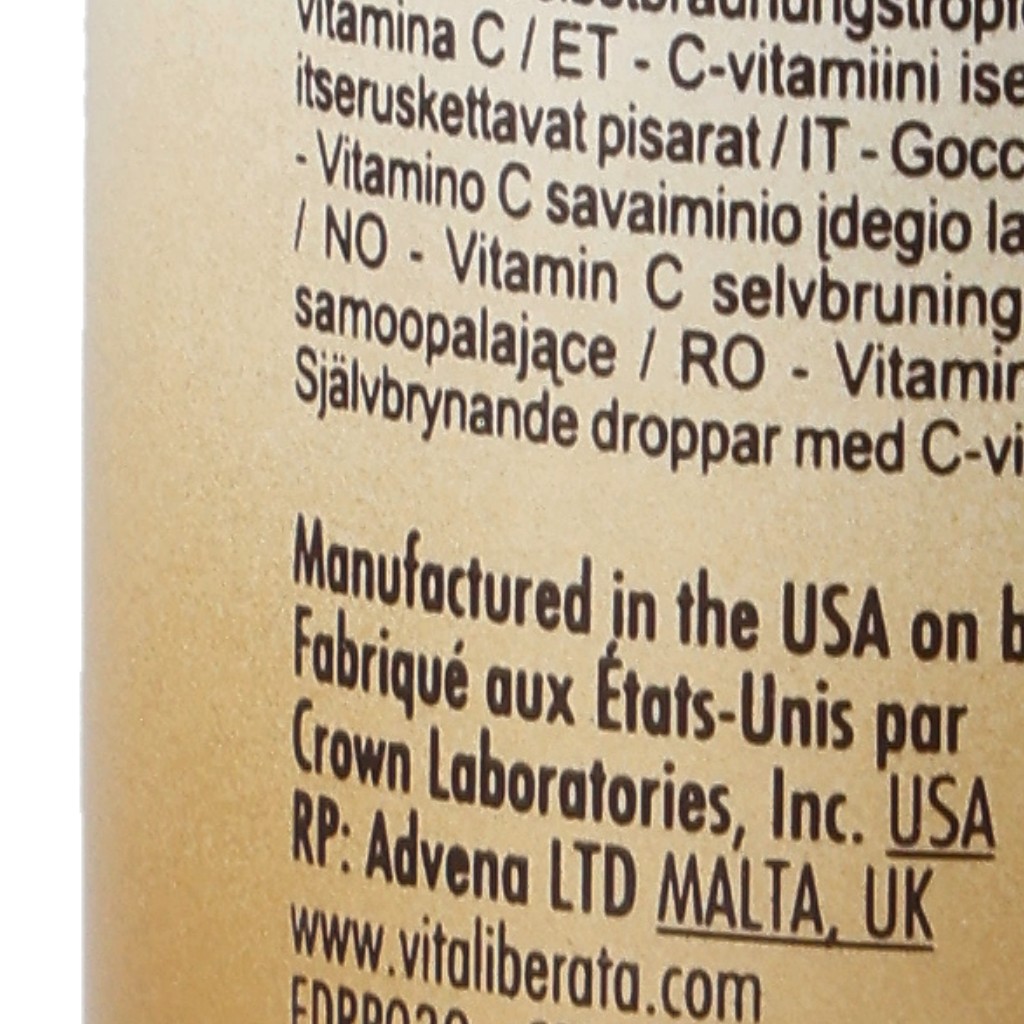 vitamina C / ET - C-vitamiini ise
itseruskettavat pisarat / IT - Gocc
- Vitamino C savaiminio įdegio la
/ NO - Vitamin C selvbruning
samoopalające / RO - Vitamin
Självbrynande droppar med C-vi
Manufactured in the USA on b
Fabriqué aux États-Unis par
Crown Laboratories, Inc. USA
RP: Advena LTD MALTA, UK
www.vitaliberata.com